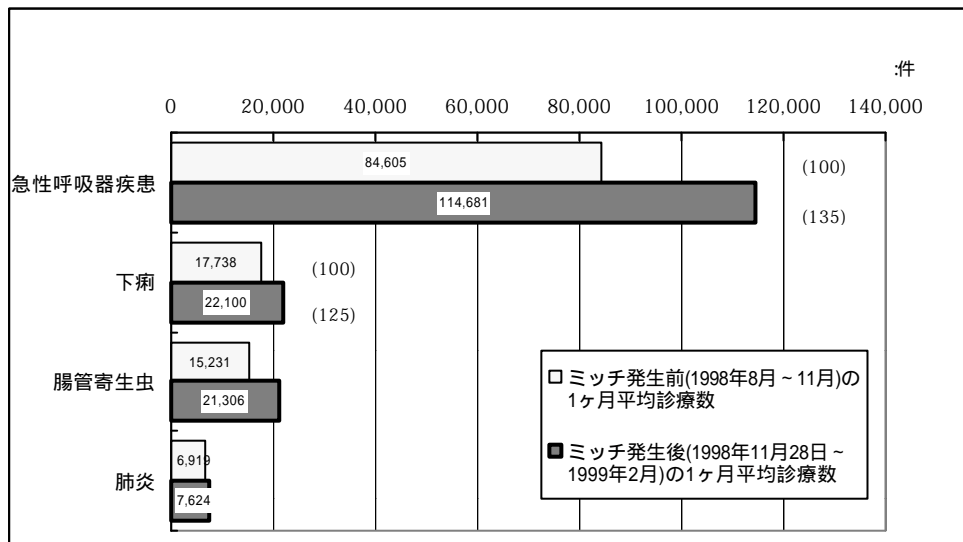 :件
0 20,000 40,000 60,000 80,000 100,000 120,000 140,000
急性呼吸器疾患
84,605
(100)
114,681
(135)
下痢
17,738
(100)
22,100
(125)
腸管寄生虫
15,231
21,306
肺炎
6,919
7,624
ミッチ発生前(1998年8月~11月)の
1ヶ月平均診療数
ミッチ発生後(1998年11月28日~
1999年2月)の1ヶ月平均診療数